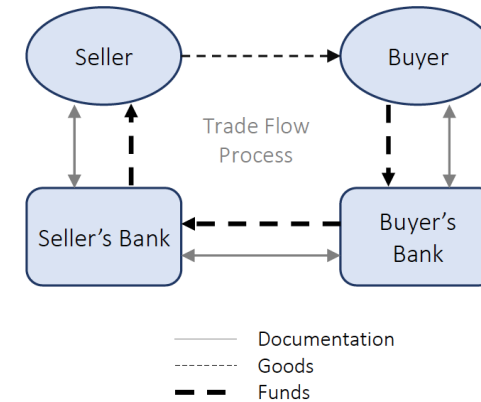 Seller
Buyer
Trade Flow
Process
Seller’s Bank
Buyer’s
Bank
Documentation
Goods
Funds